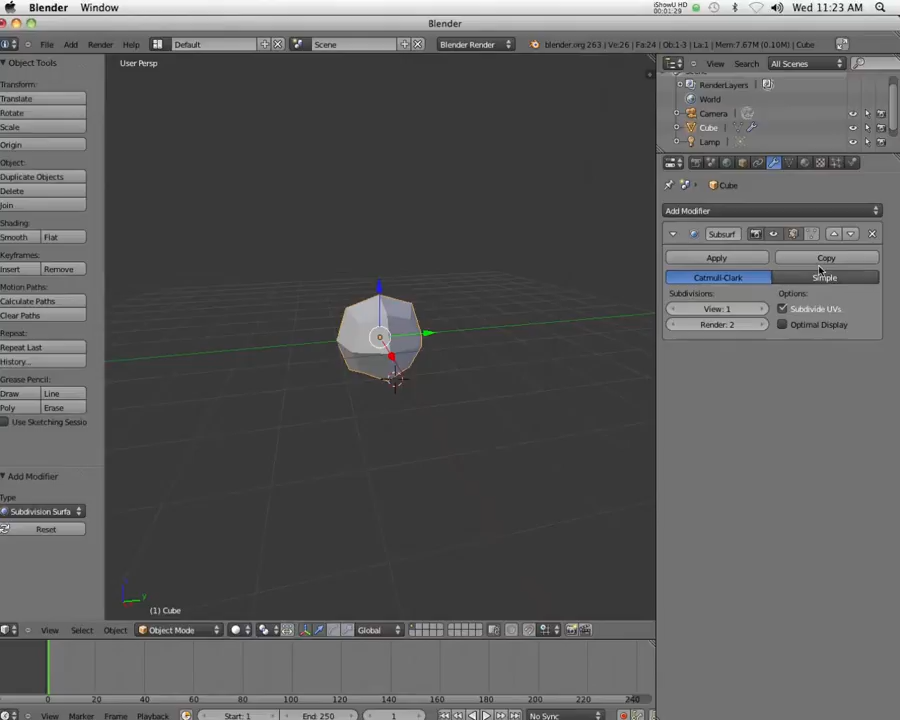 Blender Window
iShowU HD
00:01:29
Wed 11:23 AM
Blender
File Add Render Help
Default
Scene
Blender Render
blender.org 263 | Ve:26 | Fa:24 | Ob:1-3 | La:1 | Mem:7.67M (0.10M) | Cube
Object Tools
User Persp
View Search All Scenes
Transform:
Translate
Rotate
Scale
Origin
Object:
Duplicate Objects
Delete
Join
Shading:
Smooth Flat
Keyframes:
Insert Remove
Motion Paths:
Calculate Paths
Clear Paths
Repeat:
Repeat Last
History...
Grease Pencil:
Draw Line
Poly Erase
Use Sketching Sessio
Add Modifier
Type
Subdivision Surfa
Reset
RenderLayers
World
Camera
Cube
Lamp
Cube
Add Modifier
Subsurf
Apply Copy
Catmull-Clark Simple
Subdivisions: Options:
View: 1 Subdivide UVs
Render: 2 Optimal Display
y
(1) Cube
View Select Object Object Mode Global
0 20 40 60 80 100 120 140 160 180 200 220 240
View Marker Frame Playback Start: 1 End: 250 1 No Sync